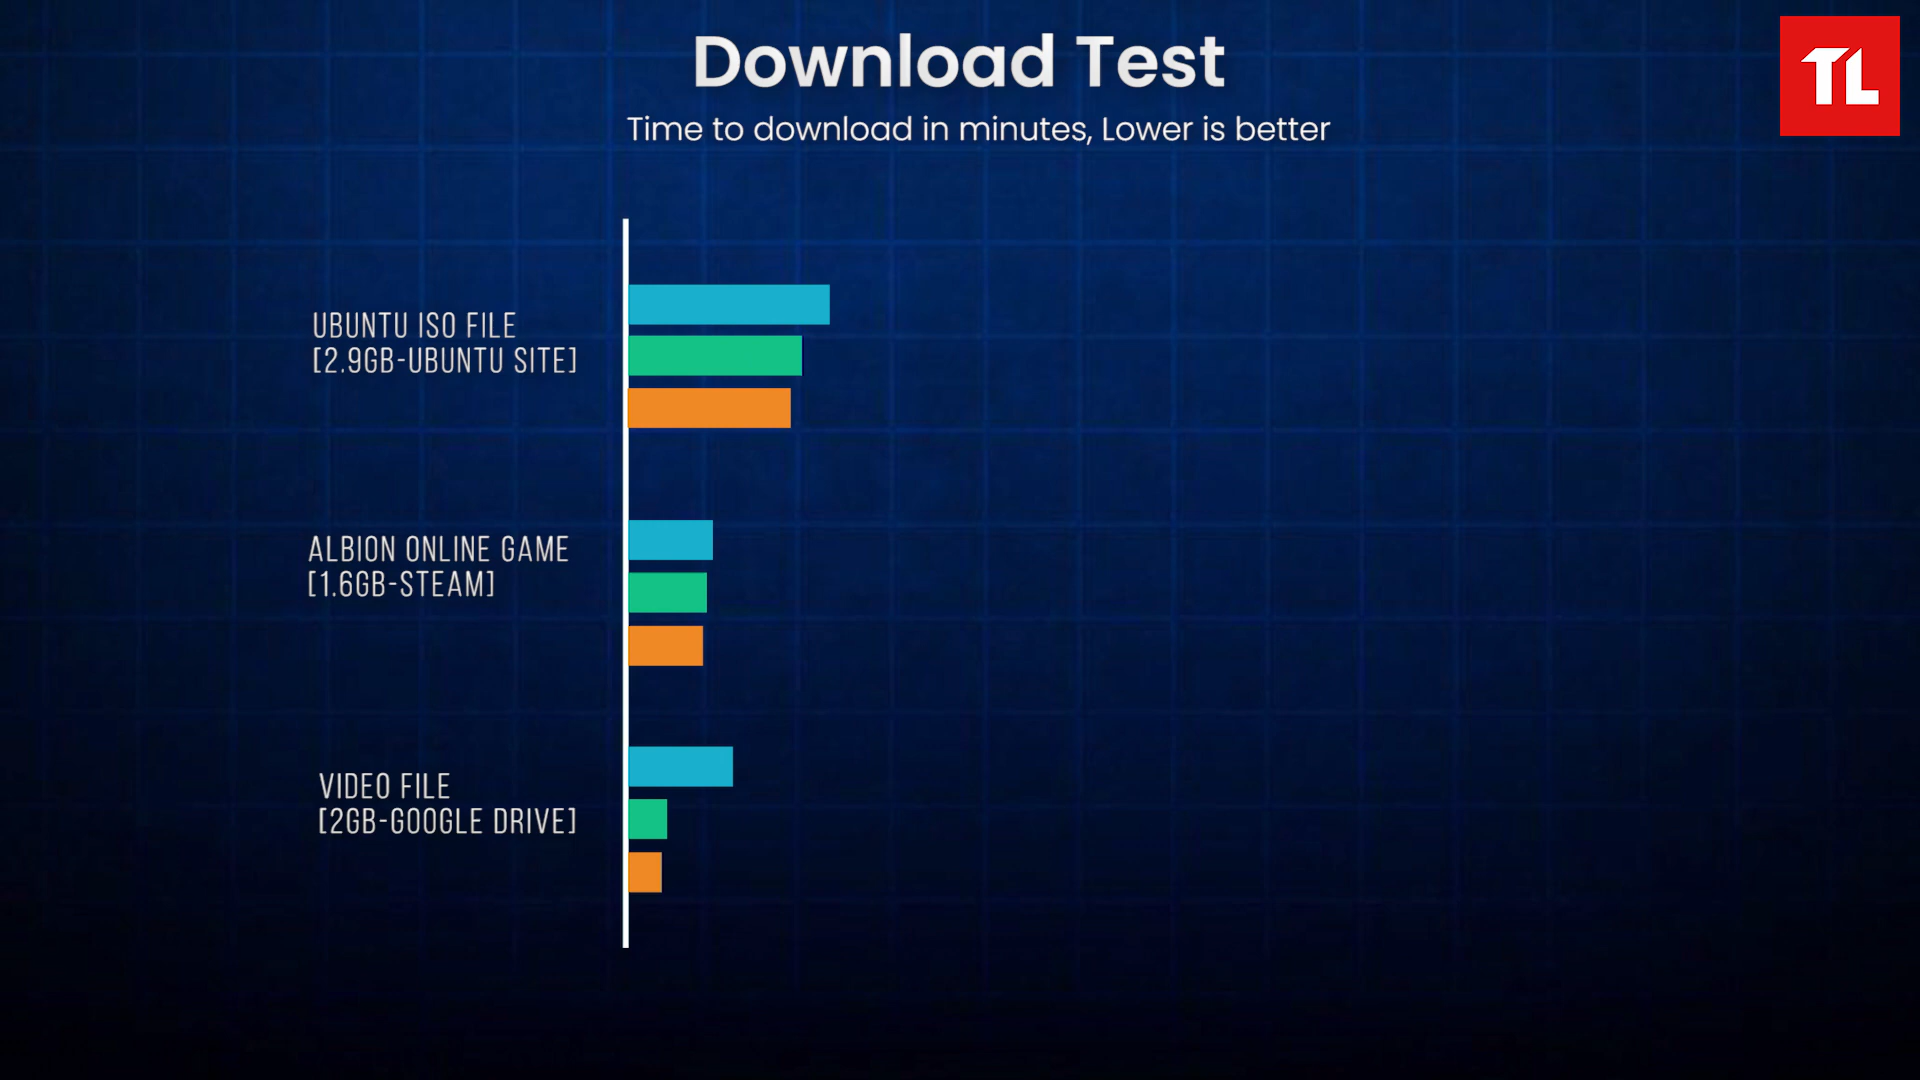 Download Test
Time to download in minutes, Lower is better
TL
UBUNTU ISO FILE
[2.9GB-UBUNTU SITE]
ALBION ONLINE GAME
[1.6GB-STEAM]
VIDEO FILE
[2GB-GOOGLE DRIVE]